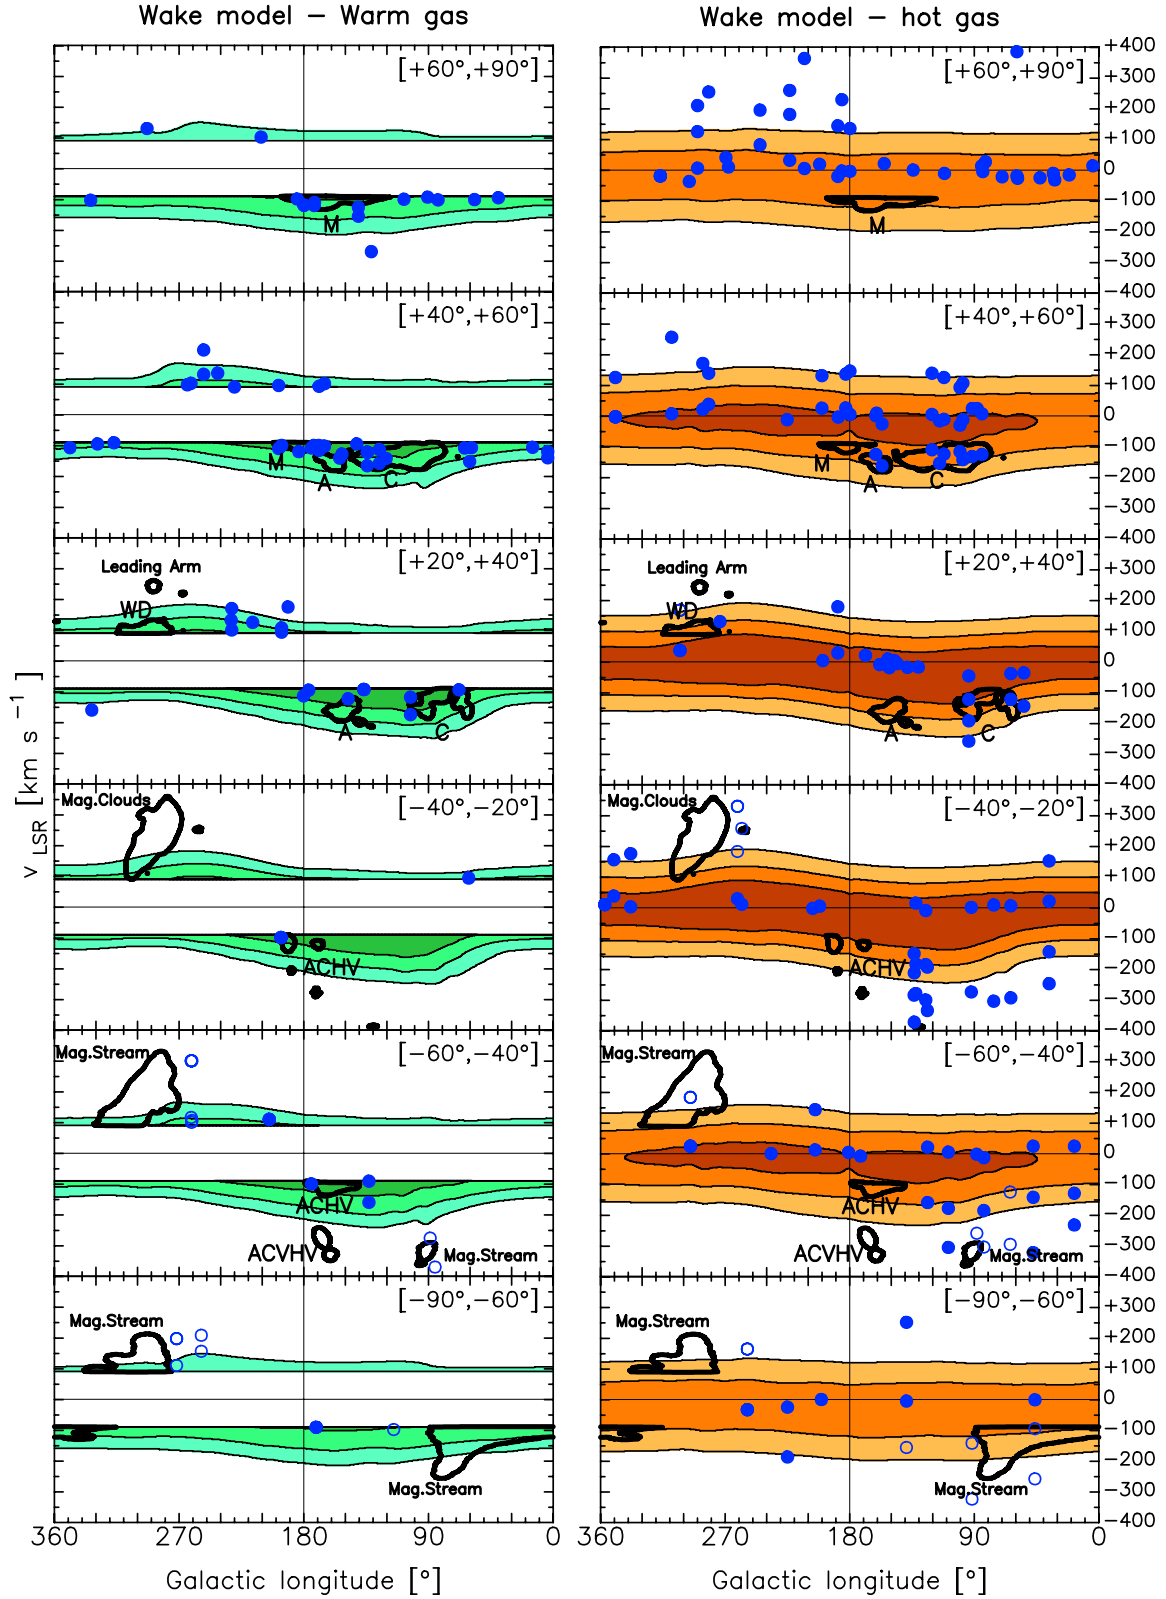 Wake model – Warm gas
Wake model – hot gas
[+60°,+90°]
M
[+60°,+90°]
M
+400
+300
+200
+100
0
−100
−200
−300
−400
[+40°,+60°]
M
A
C
[+40°,+60°]
M
A
C
+300
+200
+100
0
−100
−200
−300
−400
[+20°,+40°]
Leading Arm
WD
A
C
[+20°,+40°]
Leading Arm
WD
A
C
+300
+200
+100
0
−100
−200
−300
−400
v LSR [km s −1 ]
[−40°,−20°]
Mag.Clouds
ACHV
[−40°,−20°]
Mag.Clouds
ACHV
+300
+200
+100
0
−100
−200
−300
−400
[−60°,−40°]
Mag.Stream
ACHV
ACVHV
Mag.Stream
[−60°,−40°]
Mag.Stream
ACHV
ACVHV
Mag.Stream
+300
+200
+100
0
−100
−200
−300
−400
[−90°,−60°]
Mag.Stream
Mag.Stream
[−90°,−60°]
Mag.Stream
Mag.Stream
+300
+200
+100
0
−100
−200
−300
−400
360 270 180 90 0
360 270 180 90 0
Galactic longitude [°]
Galactic longitude [°]